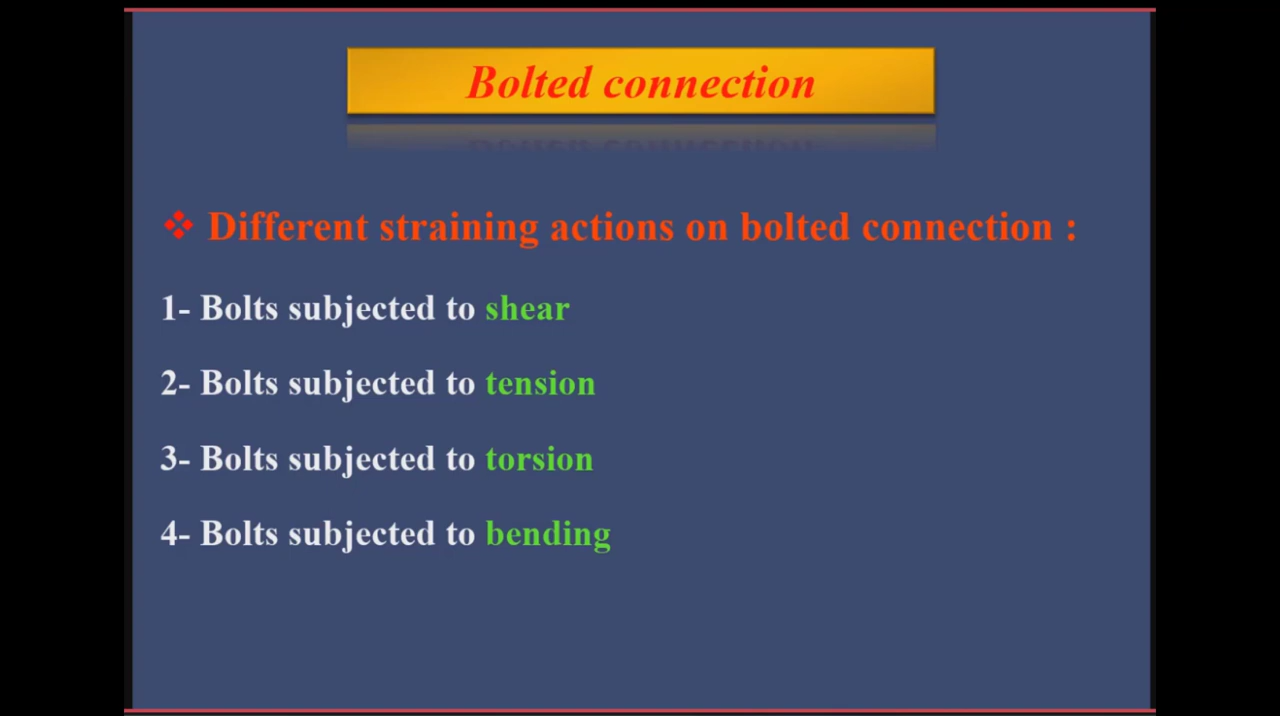 Bolted connection
❖ Different straining actions on bolted connection :
1- Bolts subjected to shear
2- Bolts subjected to tension
3- Bolts subjected to torsion
4- Bolts subjected to bending